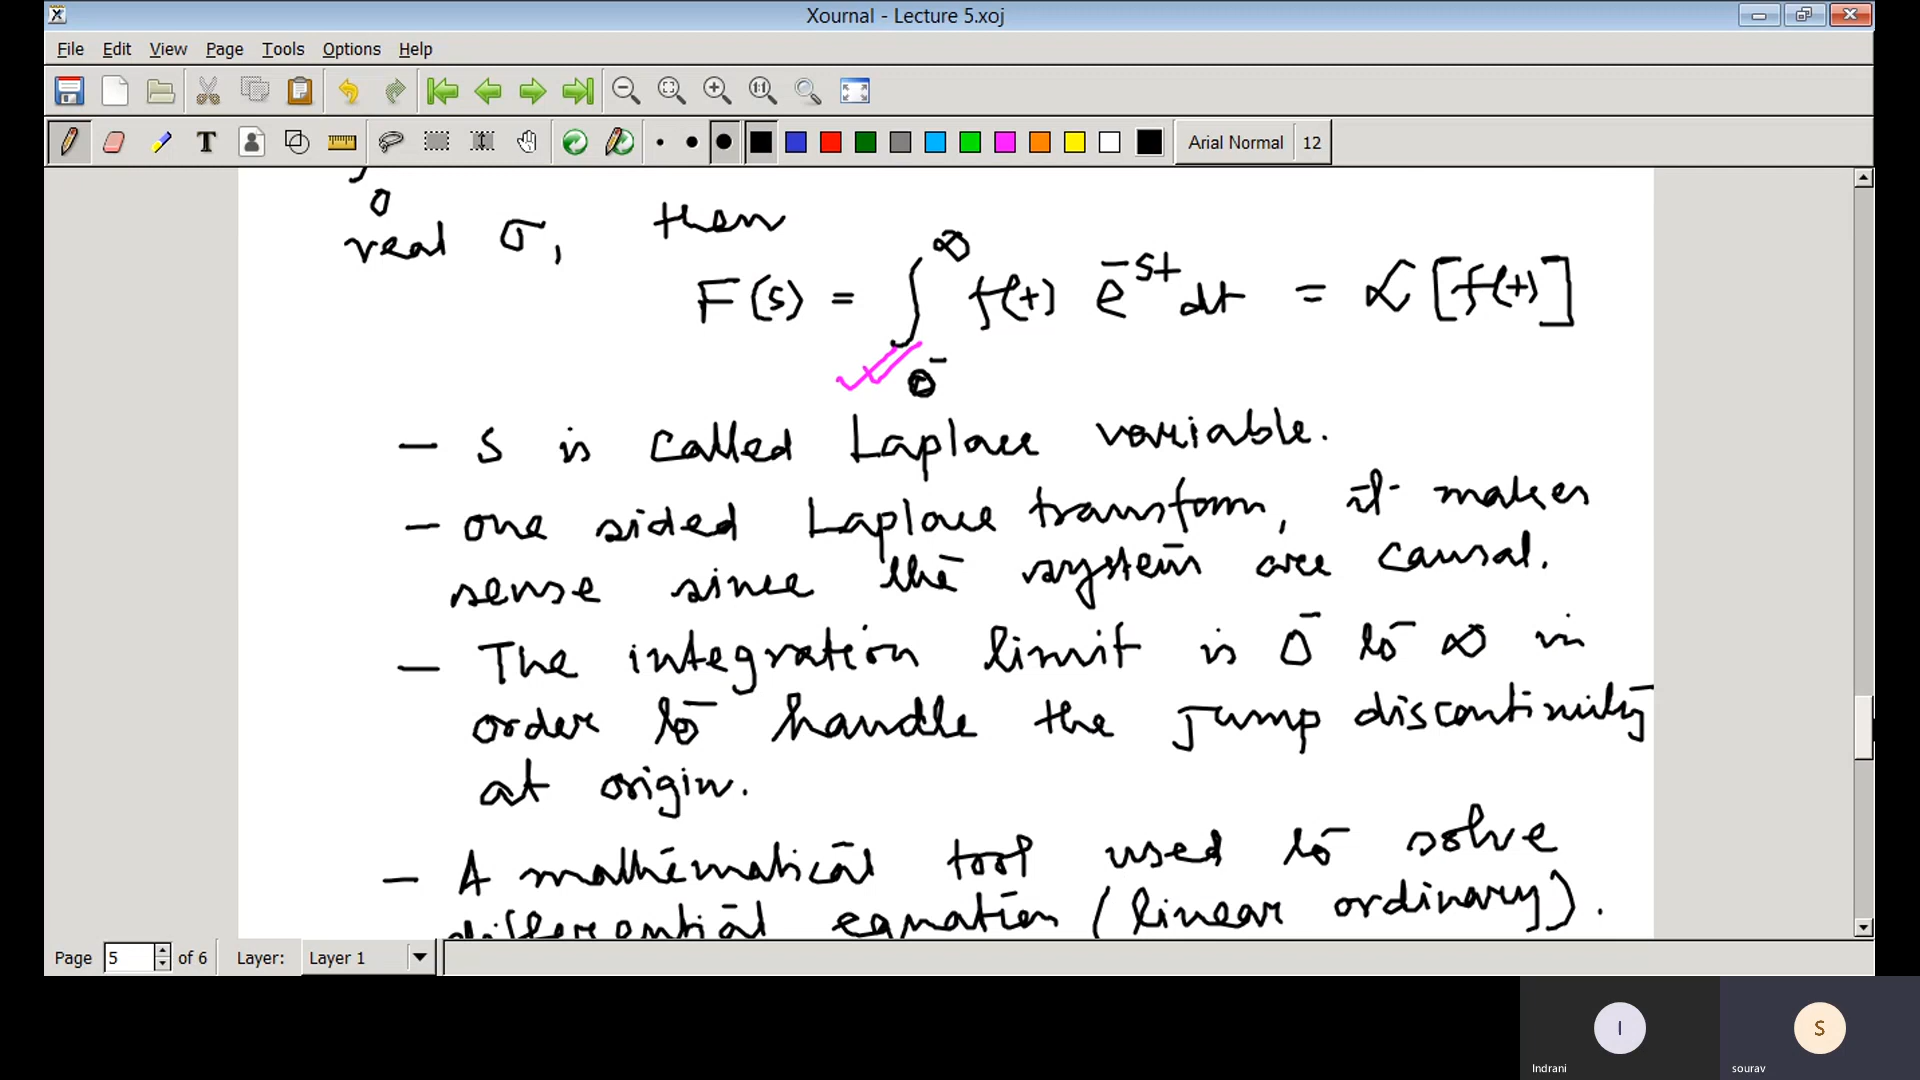 Xournal - Lecture 5.xoj
File Edit View Page Tools Options Help
Arial Normal 12
0
real σ, then
F(s) = ∫_{0⁻}^{∞} f(t) e^{-st} dt = ℒ[f(t)]
— S is called Laplace variable.
— one sided Laplace transform, it makes
sense since the system are causal.
— The integration limit is 0⁻ to ∞ in
order to handle the jump discontinuity
at origin.
— A mathematical tool used to solve
differential equation (linear ordinary).
Page 5 of 6 Layer: Layer 1
I
S
Indrani
sourav